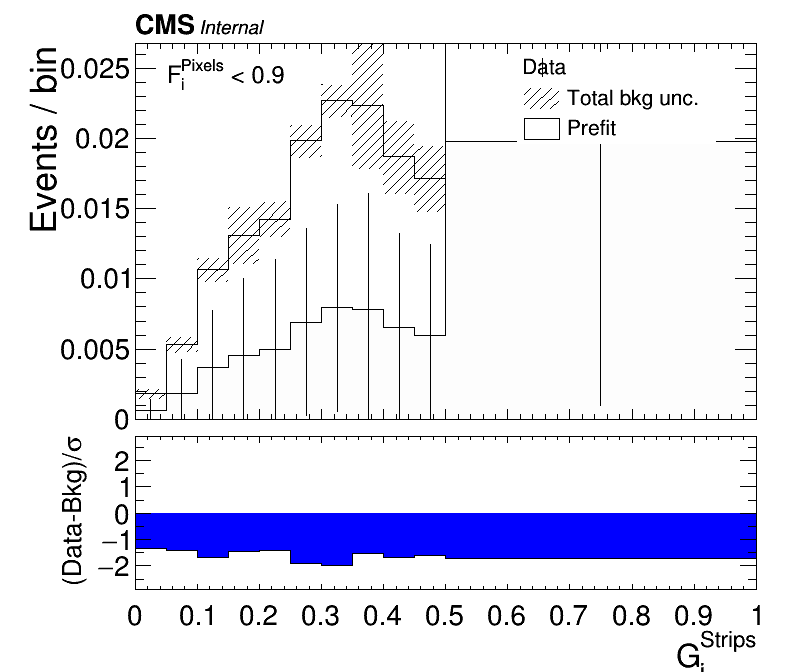 CMS Internal
Events / bin
F_i^Pixels < 0.9
Data
Total bkg unc.
Prefit
0.025
0.02
0.015
0.01
0.005
0
(Data-Bkg)/σ
2
1
0
−1
−2
0 0.1 0.2 0.3 0.4 0.5 0.6 0.7 0.8 0.9 1
G_i^Strips